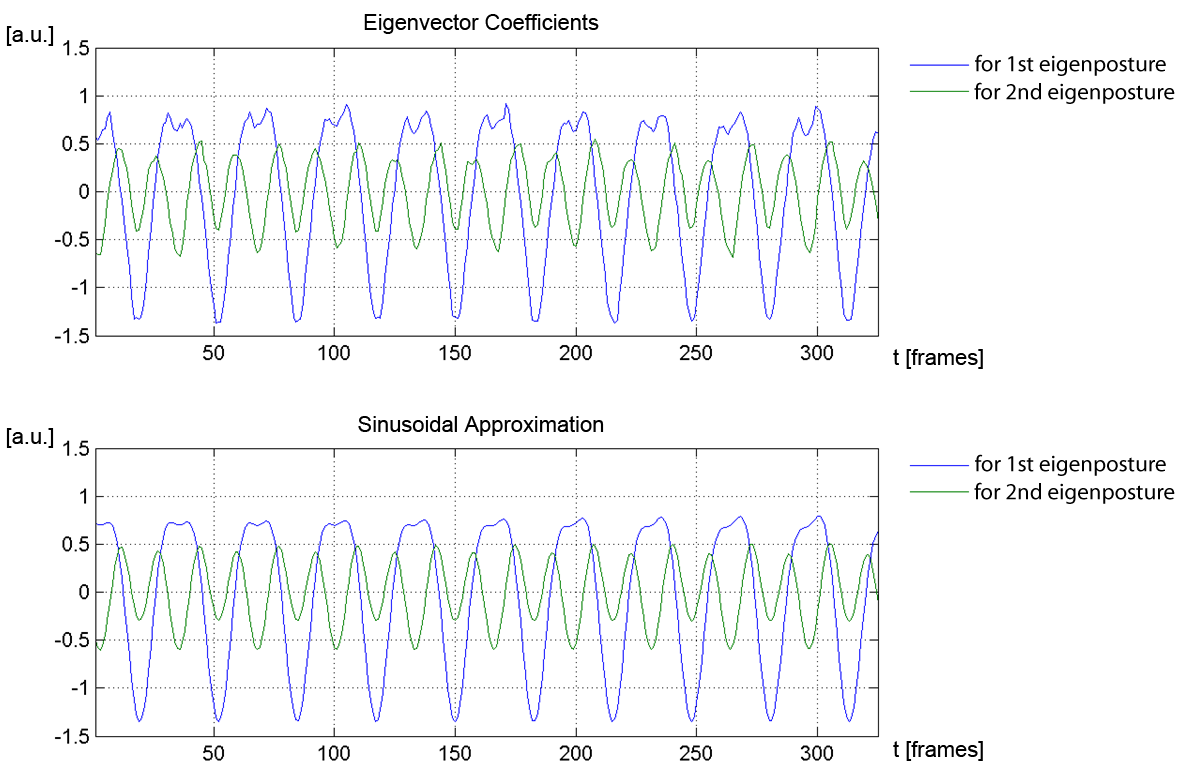 Eigenvector Coefficients
[a.u.]
for 1st eigenposture
for 2nd eigenposture
1.5
1
0.5
0
-0.5
-1
-1.5
50 100 150 200 250 300
t [frames]
Sinusoidal Approximation
[a.u.]
for 1st eigenposture
for 2nd eigenposture
1.5
1
0.5
0
-0.5
-1
-1.5
50 100 150 200 250 300
t [frames]